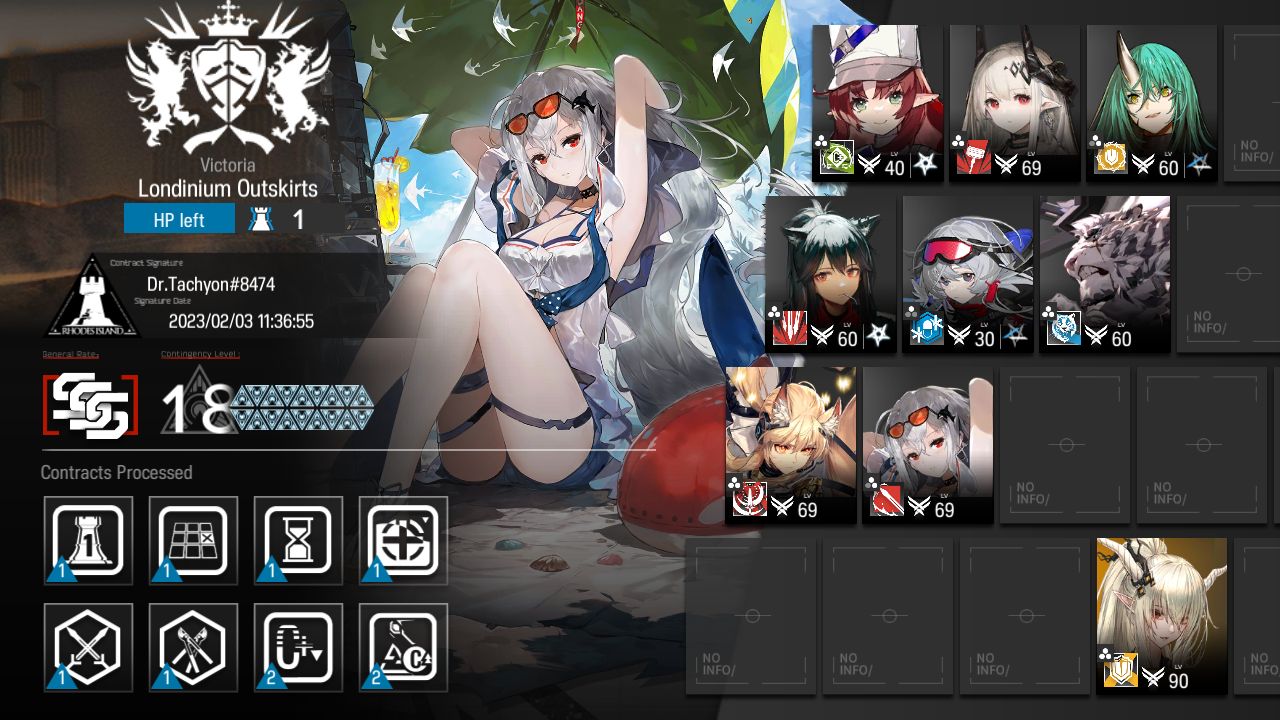 Victoria
Londinium Outskirts
HP left
1
Contract Signature
Dr.Tachyon#8474
Signature Date
2023/02/03 11:36:55
RHODES ISLAND
General Rate:
Contingency Level:
SSS
18
Contracts Processed
1
1
1
1
1
1
1
2
2
LV
40
LV
69
LV
60
NO
INFO/
LV
60
LV
30
LV
60
NO
INFO/
LV
69
LV
69
NO
INFO/
NO
INFO/
NO
INFO/
NO
INFO/
NO
INFO/
LV
90
NO
INFO/